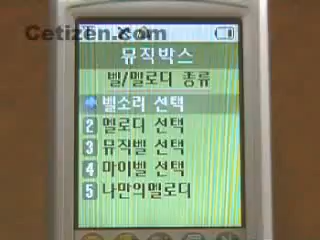 Cetizen.com
뮤직박스
벨/멜로디 종류
벨소리 선택
2 멜로디 선택
3 뮤직벨 선택
4 마이벨 선택
5 나만의멜로디